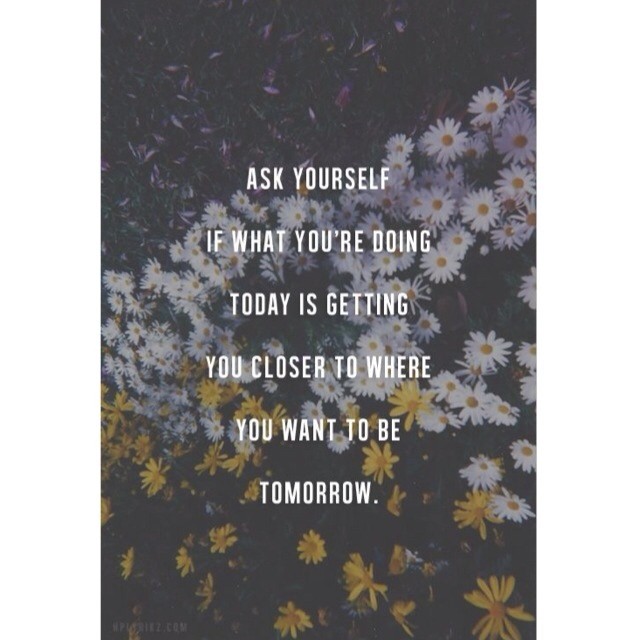 ASK YOURSELF
IF WHAT YOU'RE DOING
TODAY IS GETTING
YOU CLOSER TO WHERE
YOU WANT TO BE
TOMORROW.